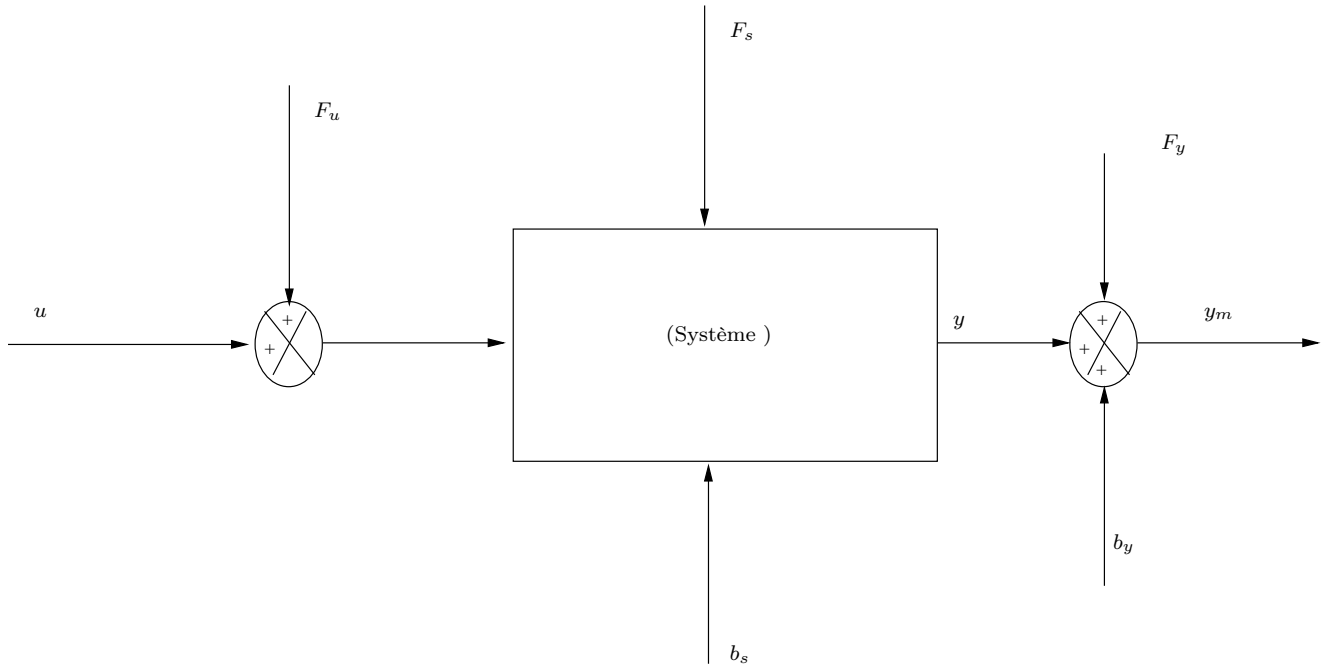 F_s
F_u
F_y
u
+
+
(Système )
y
+
+
+
y_m
b_y
b_s